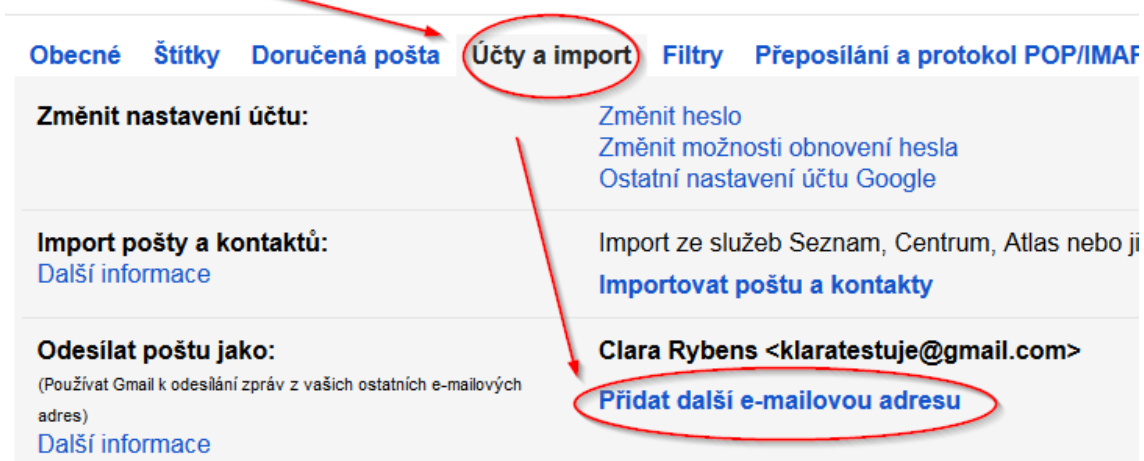 Obecné Štítky Doručená pošta Účty a import Filtry Přeposílání a protokol POP/IMAP
Změnit nastavení účtu:
Změnit heslo
Změnit možnosti obnovení hesla
Ostatní nastavení účtu Google
Import pošty a kontaktů:
Další informace
Import ze služeb Seznam, Centrum, Atlas nebo ji
Importovat poštu a kontakty
Odesílat poštu jako:
(Používat Gmail k odesílání zpráv z vašich ostatních e-mailových
adres)
Další informace
Clara Rybens <klaratestuje@gmail.com>
Přidat další e-mailovou adresu